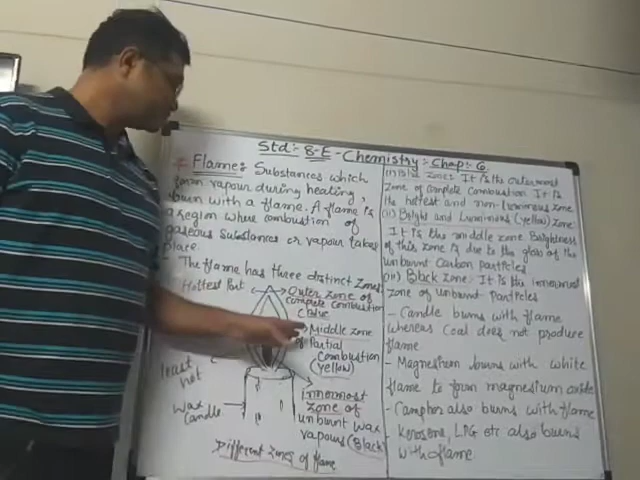 Std:- 8-E- Chemistry:- Chap: 6
* Flame: Substances which
form vapour during heating,
burn with a flame. A flame is
a region where combustion of
gaseous substances or vapour takes
place.
The flame has three distinct Zones
Hottest Part
Outer zone of
complete combustion
(Blue
Middle zone
of Partial
Combustion
(yellow)
least
hot
Wax
Candle
innermost
zone of
unburnt wax
vapours (Black
Different zones of flame
zone: It is the outermost
zone of complete combustion It is
the hottest and non-luminous zone
(ii) Bright and Luminious (yellow) zone:
It is the middle zone. Brightness
of this zone is due to the glow of the
unburnt Carbon particles
(iii) Black zone: It is the innermost
zone of unburnt particles
- Candle burns with flame
whereas Coal does not produce
flame
- Magnesium burns with white
flame to form magnesium oxide
- Camphor also burns with flame
- Kerosene, LPG etc also burns
with flame